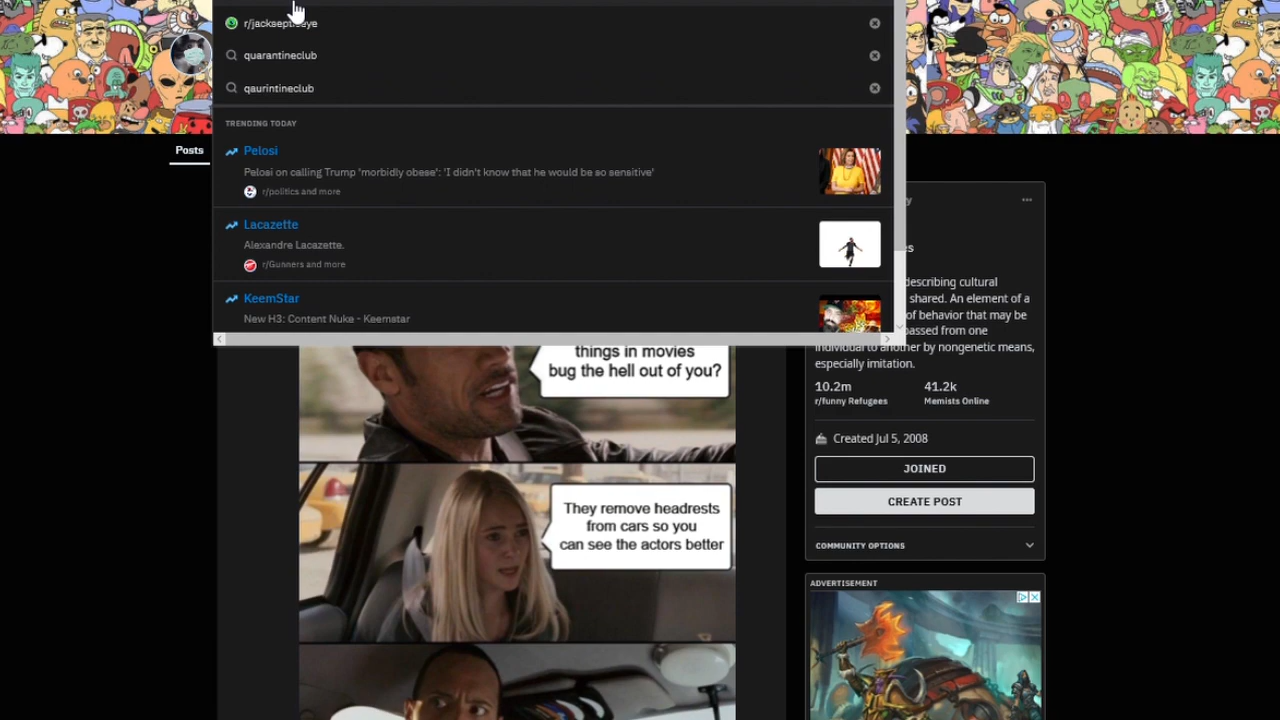 r/jacksepticeye
quarantineclub
qaurintineclub
TRENDING TODAY
Posts
Pelosi
Pelosi on calling Trump 'morbidly obese': 'I didn't know that he would be so sensitive'
r/politics and more
Lacazette
Alexandre Lacazette.
r/Gunners and more
KeemStar
New H3: Content Nuke - Keemstar
describing cultural
shared. An element of a
of behavior that may be
passed from one
individual to another by nongenetic means,
especially imitation.
10.2m
41.2k
r/funny Refugees
Memists Online
Created Jul 5, 2008
JOINED
CREATE POST
COMMUNITY OPTIONS
ADVERTISEMENT
things in movies
bug the hell out of you?
They remove headrests
from cars so you
can see the actors better